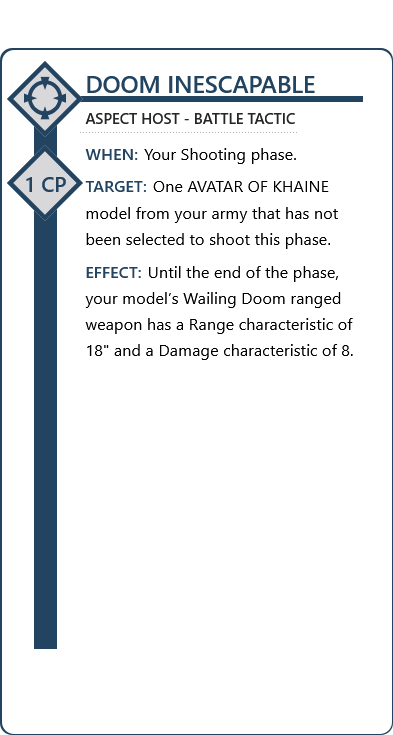 DOOM INESCAPABLE
ASPECT HOST - BATTLE TACTIC
1 CP
WHEN: Your Shooting phase.
TARGET: One AVATAR OF KHAINE
model from your army that has not
been selected to shoot this phase.
EFFECT: Until the end of the phase,
your model’s Wailing Doom ranged
weapon has a Range characteristic of
18" and a Damage characteristic of 8.